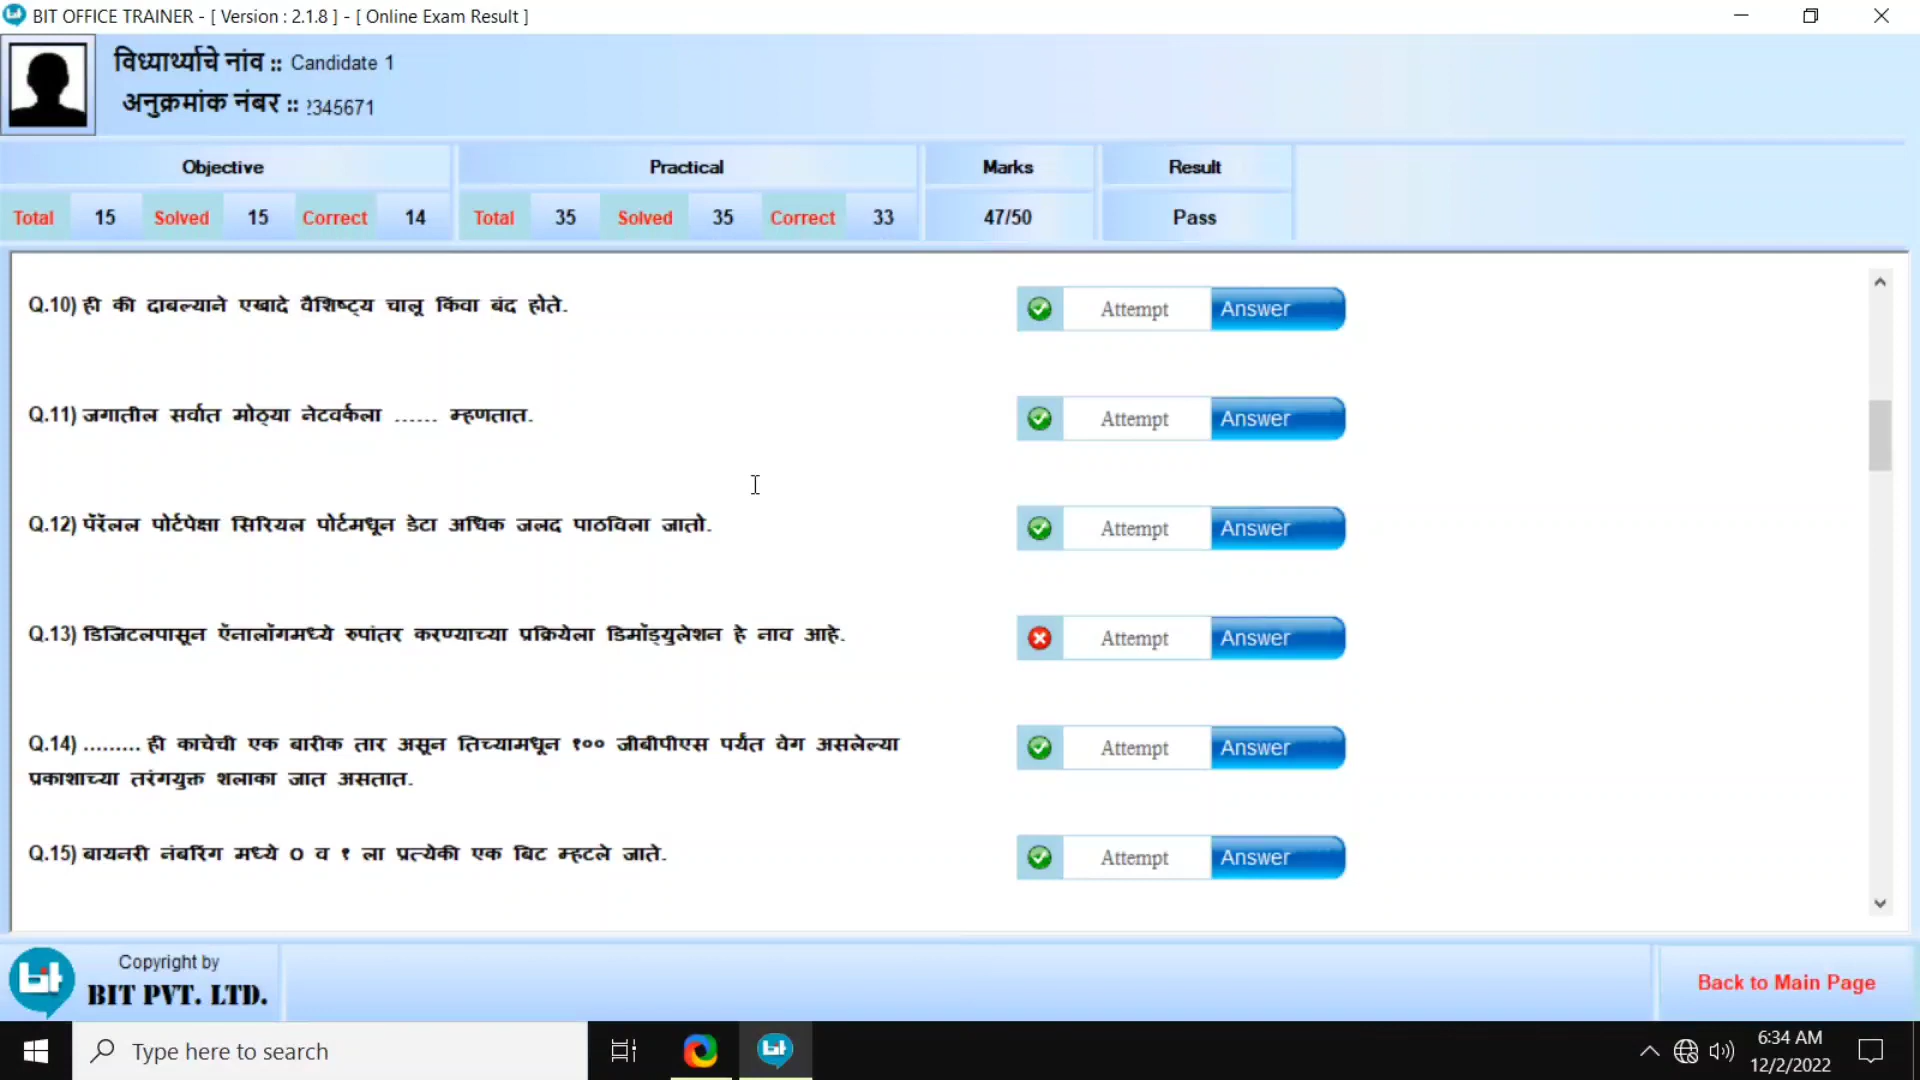 BIT OFFICE TRAINER - [ Version : 2.1.8 ] - [ Online Exam Result ]
विध्यार्थ्याचे नांव :: Candidate 1
अनुक्रमांक नंबर :: 2345671
Objective Practical Marks Result
Total 15 Solved 15 Correct 14 Total 35 Solved 35 Correct 33 47/50 Pass
Q.10) ही की दाबल्याने एखादे वैशिष्ट्य चालू किंवा बंद होते. Attempt Answer
Q.11) जगातील सर्वात मोठ्या नेटवर्कला ...... म्हणतात. Attempt Answer
Q.12) पॅरॅलल पोर्टपेक्षा सिरियल पोर्टमधून डेटा अधिक जलद पाठविला जातो. Attempt Answer
Q.13) डिजिटलपासून ऍनालॉगमध्ये रुपांतर करण्याच्या प्रक्रियेला डिमॉड्युलेशन हे नाव आहे. Attempt Answer
Q.14) ......... ही काचेची एक बारीक तार असून तिच्यामधून १०० जीबीपीएस पर्यंत वेग असलेल्या Attempt Answer
प्रकाशाच्या तरंगयुक्त शलाका जात असतात.
Q.15) बायनरी नंबरिंग मध्ये 0 व १ ला प्रत्येकी एक बिट म्हटले जाते. Attempt Answer
Copyright by
BIT PVT. LTD.
Back to Main Page
Type here to search
6:34 AM
12/2/2022